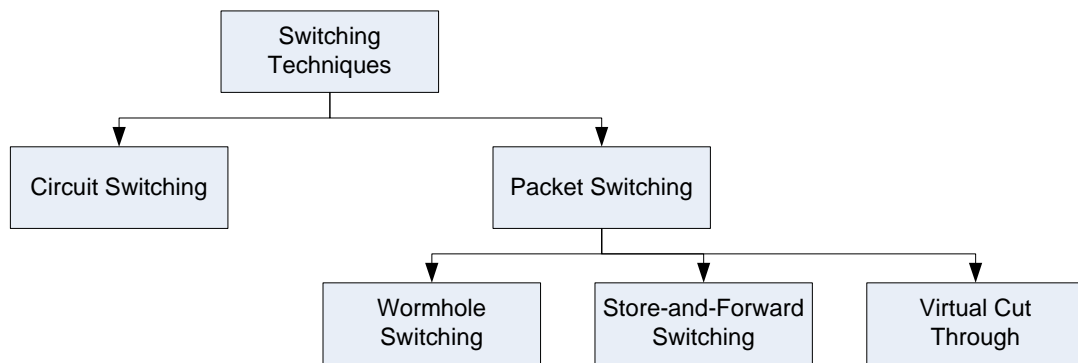 Switching
Techniques
Circuit Switching
Packet Switching
Wormhole
Switching
Store-and-Forward
Switching
Virtual Cut
Through